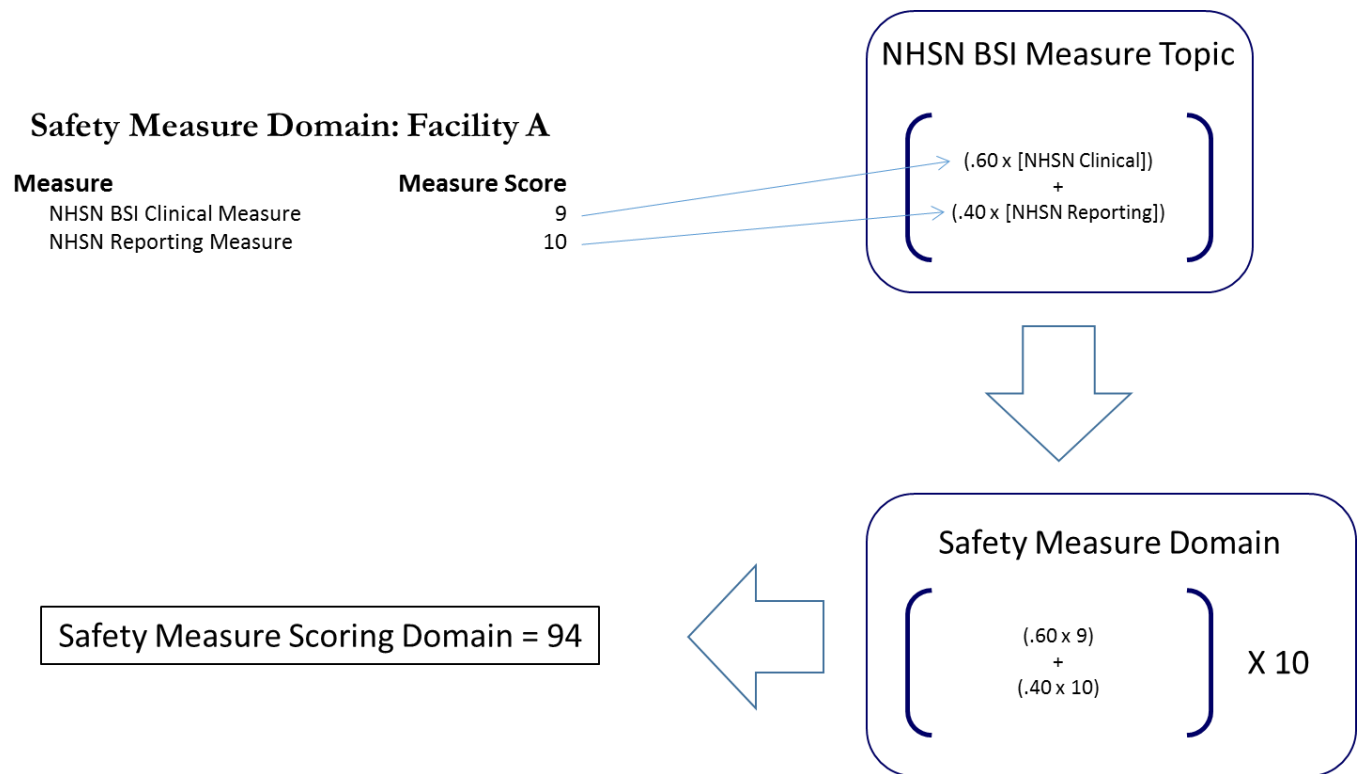 NHSN BSI Measure Topic
(.60 x [NHSN Clinical])
+
(.40 x [NHSN Reporting])
Safety Measure Domain: Facility A
Measure Measure Score
NHSN BSI Clinical Measure 9
NHSN Reporting Measure 10
Safety Measure Domain
(.60 x 9)
+
(.40 x 10)
X 10
Safety Measure Scoring Domain = 94